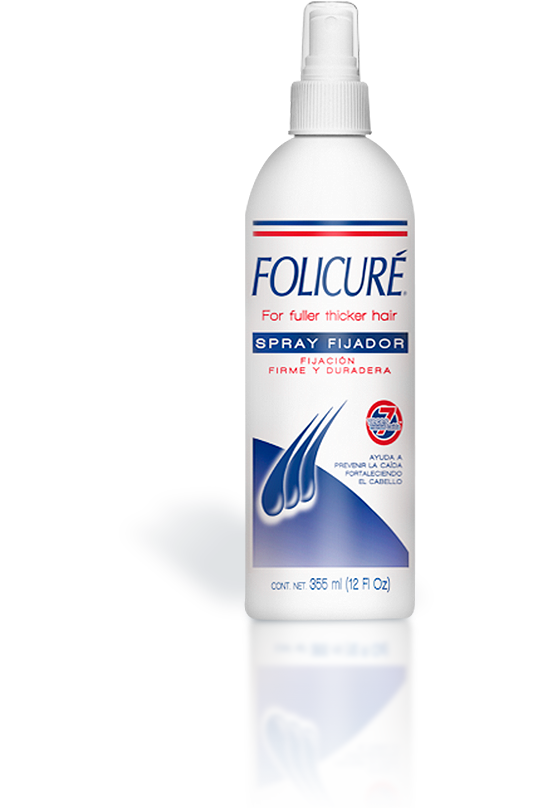 FOLICURÉ
For fuller thicker hair
SPRAY FIJADOR
FIJACIÓN
FIRME Y DURADERA
7
AYUDA A
PREVENIR LA CAÍDA
FORTALECIENDO
EL CABELLO
CONT. NET. 355 ml (12 Fl Oz)